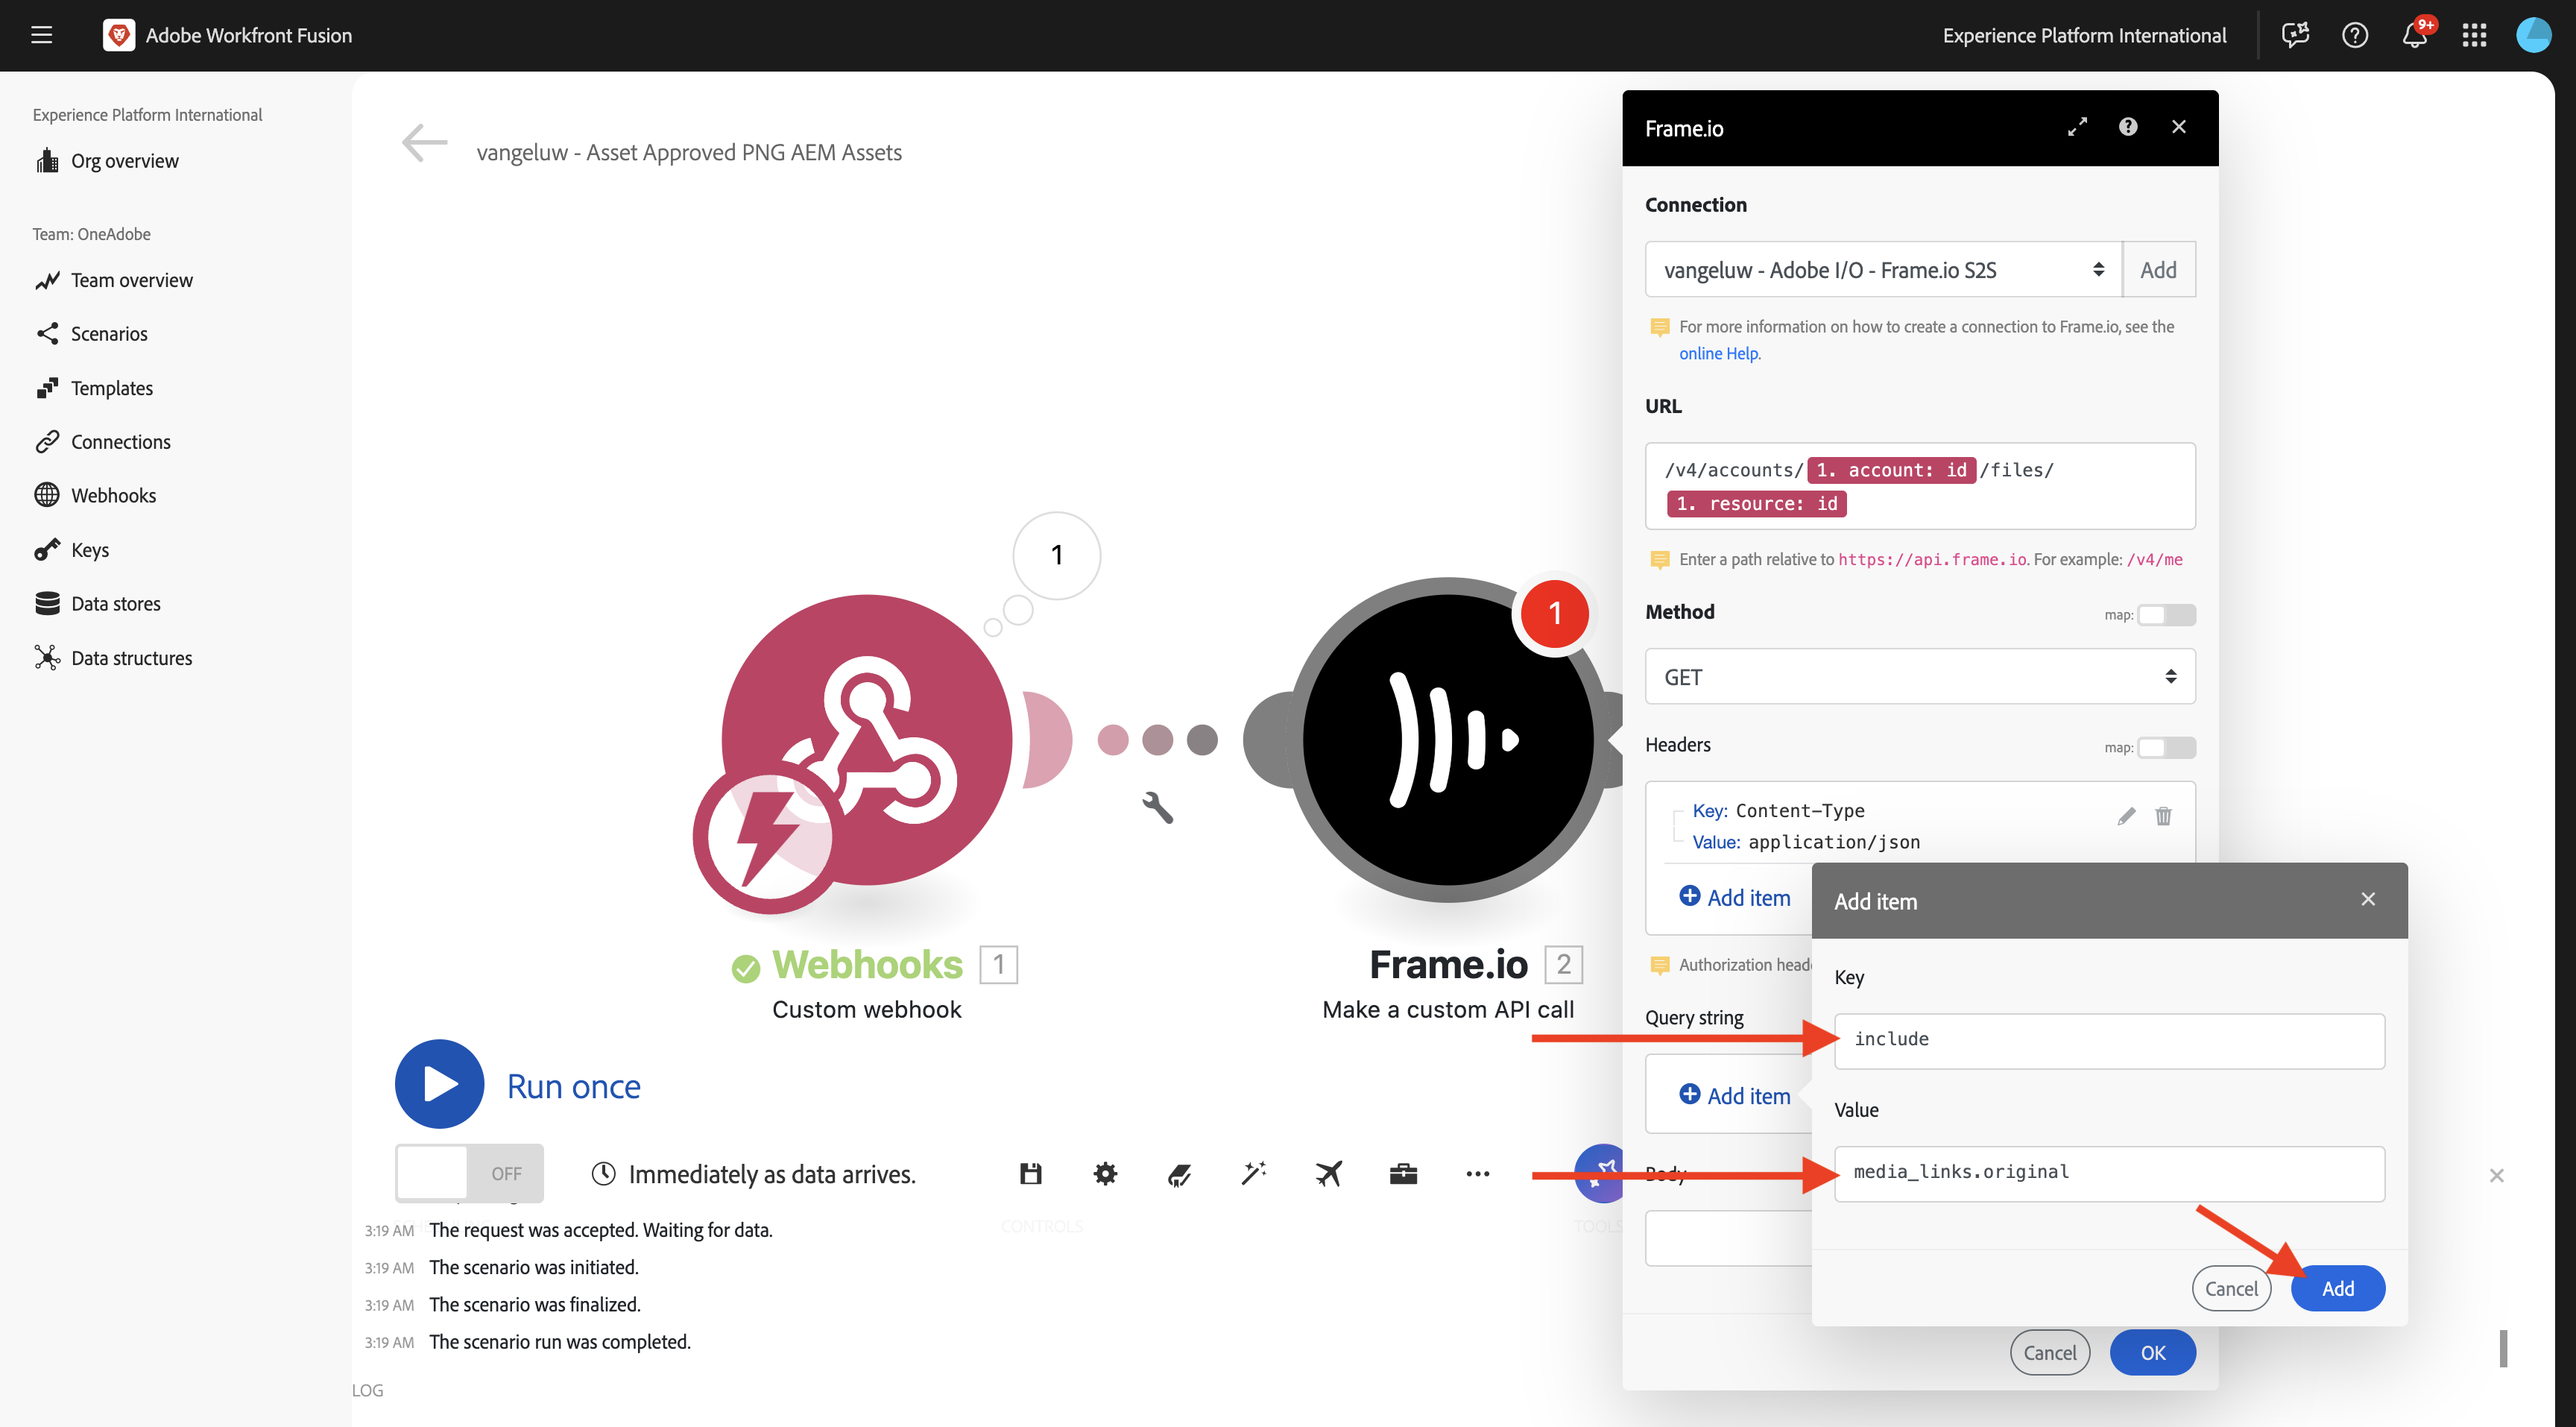 Adobe Workfront Fusion
Experience Platform International
9+
Experience Platform International
Org overview
Team: OneAdobe
Team overview
Scenarios
Templates
Connections
Webhooks
Keys
Data stores
Data structures
vangeluw - Asset Approved PNG AEM Assets
1
1
Webhooks 1
Custom webhook
Frame.io 2
Make a custom API call
Run once
OFF
Immediately as data arrives.
CONTROLS
TOOLS
3:19 AM The request was accepted. Waiting for data.
3:19 AM The scenario was initiated.
3:19 AM The scenario was finalized.
3:19 AM The scenario run was completed.
LOG
Frame.io
Connection
vangeluw - Adobe I/O - Frame.io S2S
Add
For more information on how to create a connection to Frame.io, see the
online Help.
URL
/v4/accounts/ 1. account: id /files/
1. resource: id
Enter a path relative to https://api.frame.io. For example: /v4/me
Method
map:
GET
Headers
map:
Key: Content-Type
Value: application/json
Add item
Authorization
Query string
Add item
Body
Cancel
OK
Add item
Key
include
Value
media_links.original
Cancel
Add